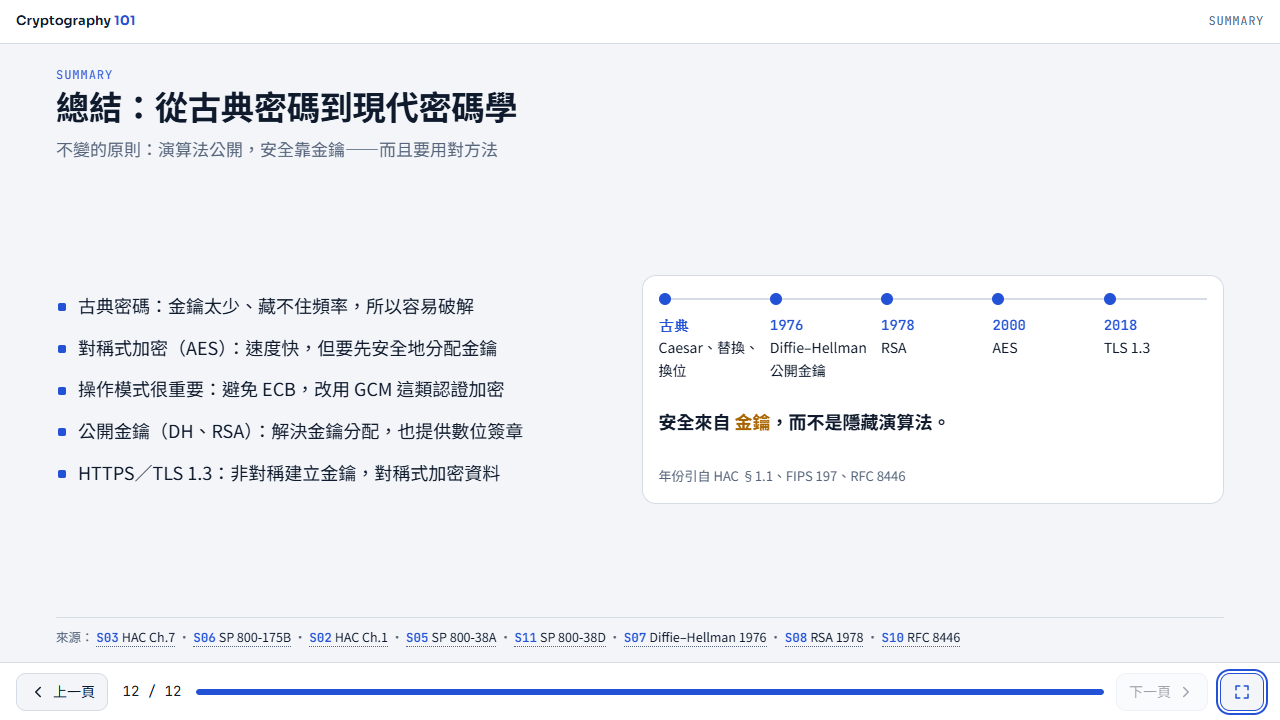 Cryptography 101
SUMMARY
SUMMARY
總結：從古典密碼到現代密碼學
不變的原則：演算法公開，安全靠金鑰——而且要用對方法
古典密碼：金鑰太少、藏不住頻率，所以容易破解
對稱式加密（AES）：速度快，但要先安全地分配金鑰
操作模式很重要：避免 ECB，改用 GCM 這類認證加密
公開金鑰（DH、RSA）：解決金鑰分配，也提供數位簽章
HTTPS／TLS 1.3：非對稱建立金鑰，對稱式加密資料
古典
Caesar、替換、
換位
1976
Diffie–Hellman
公開金鑰
1978
RSA
2000
AES
2018
TLS 1.3
安全來自 金鑰，而不是隱藏演算法。
年份引自 HAC §1.1、FIPS 197、RFC 8446
來源： S03 HAC Ch.7 · S06 SP 800-175B · S02 HAC Ch.1 · S05 SP 800-38A · S11 SP 800-38D · S07 Diffie–Hellman 1976 · S08 RSA 1978 · S10 RFC 8446
上一頁
12 / 12
下一頁